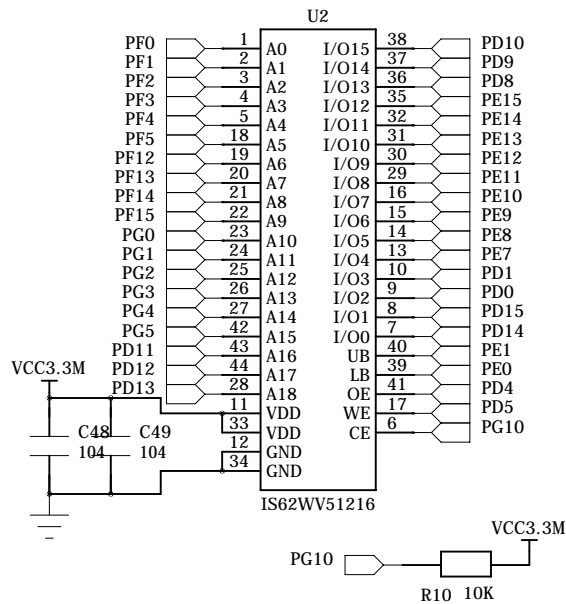 U2
PF0 1 A0 I/O15 38 PD10
PF1 2 A1 I/O14 37 PD9
PF2 3 A2 I/O13 36 PD8
PF3 4 A3 I/O12 35 PE15
PF4 5 A4 I/O11 32 PE14
PF5 18 A5 I/O10 31 PE13
PF12 19 A6 I/O9 30 PE12
PF13 20 A7 I/O8 29 PE11
PF14 21 A8 I/O7 16 PE10
PF15 22 A9 I/O6 15 PE9
PG0 23 A10 I/O5 14 PE8
PG1 24 A11 I/O4 13 PE7
PG2 25 A12 I/O3 10 PD1
PG3 26 A13 I/O2 9 PD0
PG4 27 A14 I/O1 8 PD15
PG5 42 A15 I/O0 7 PD14
PD11 43 A16 UB 40 PE1
PD12 44 A17 LB 39 PE0
PD13 28 A18 OE 41 PD4
11 VDD WE 17 PD5
33 VDD CE 6 PG10
12 GND
34 GND
VCC3.3M
C48 C49
104 104
IS62WV51216
VCC3.3M
PG10
R10 10K